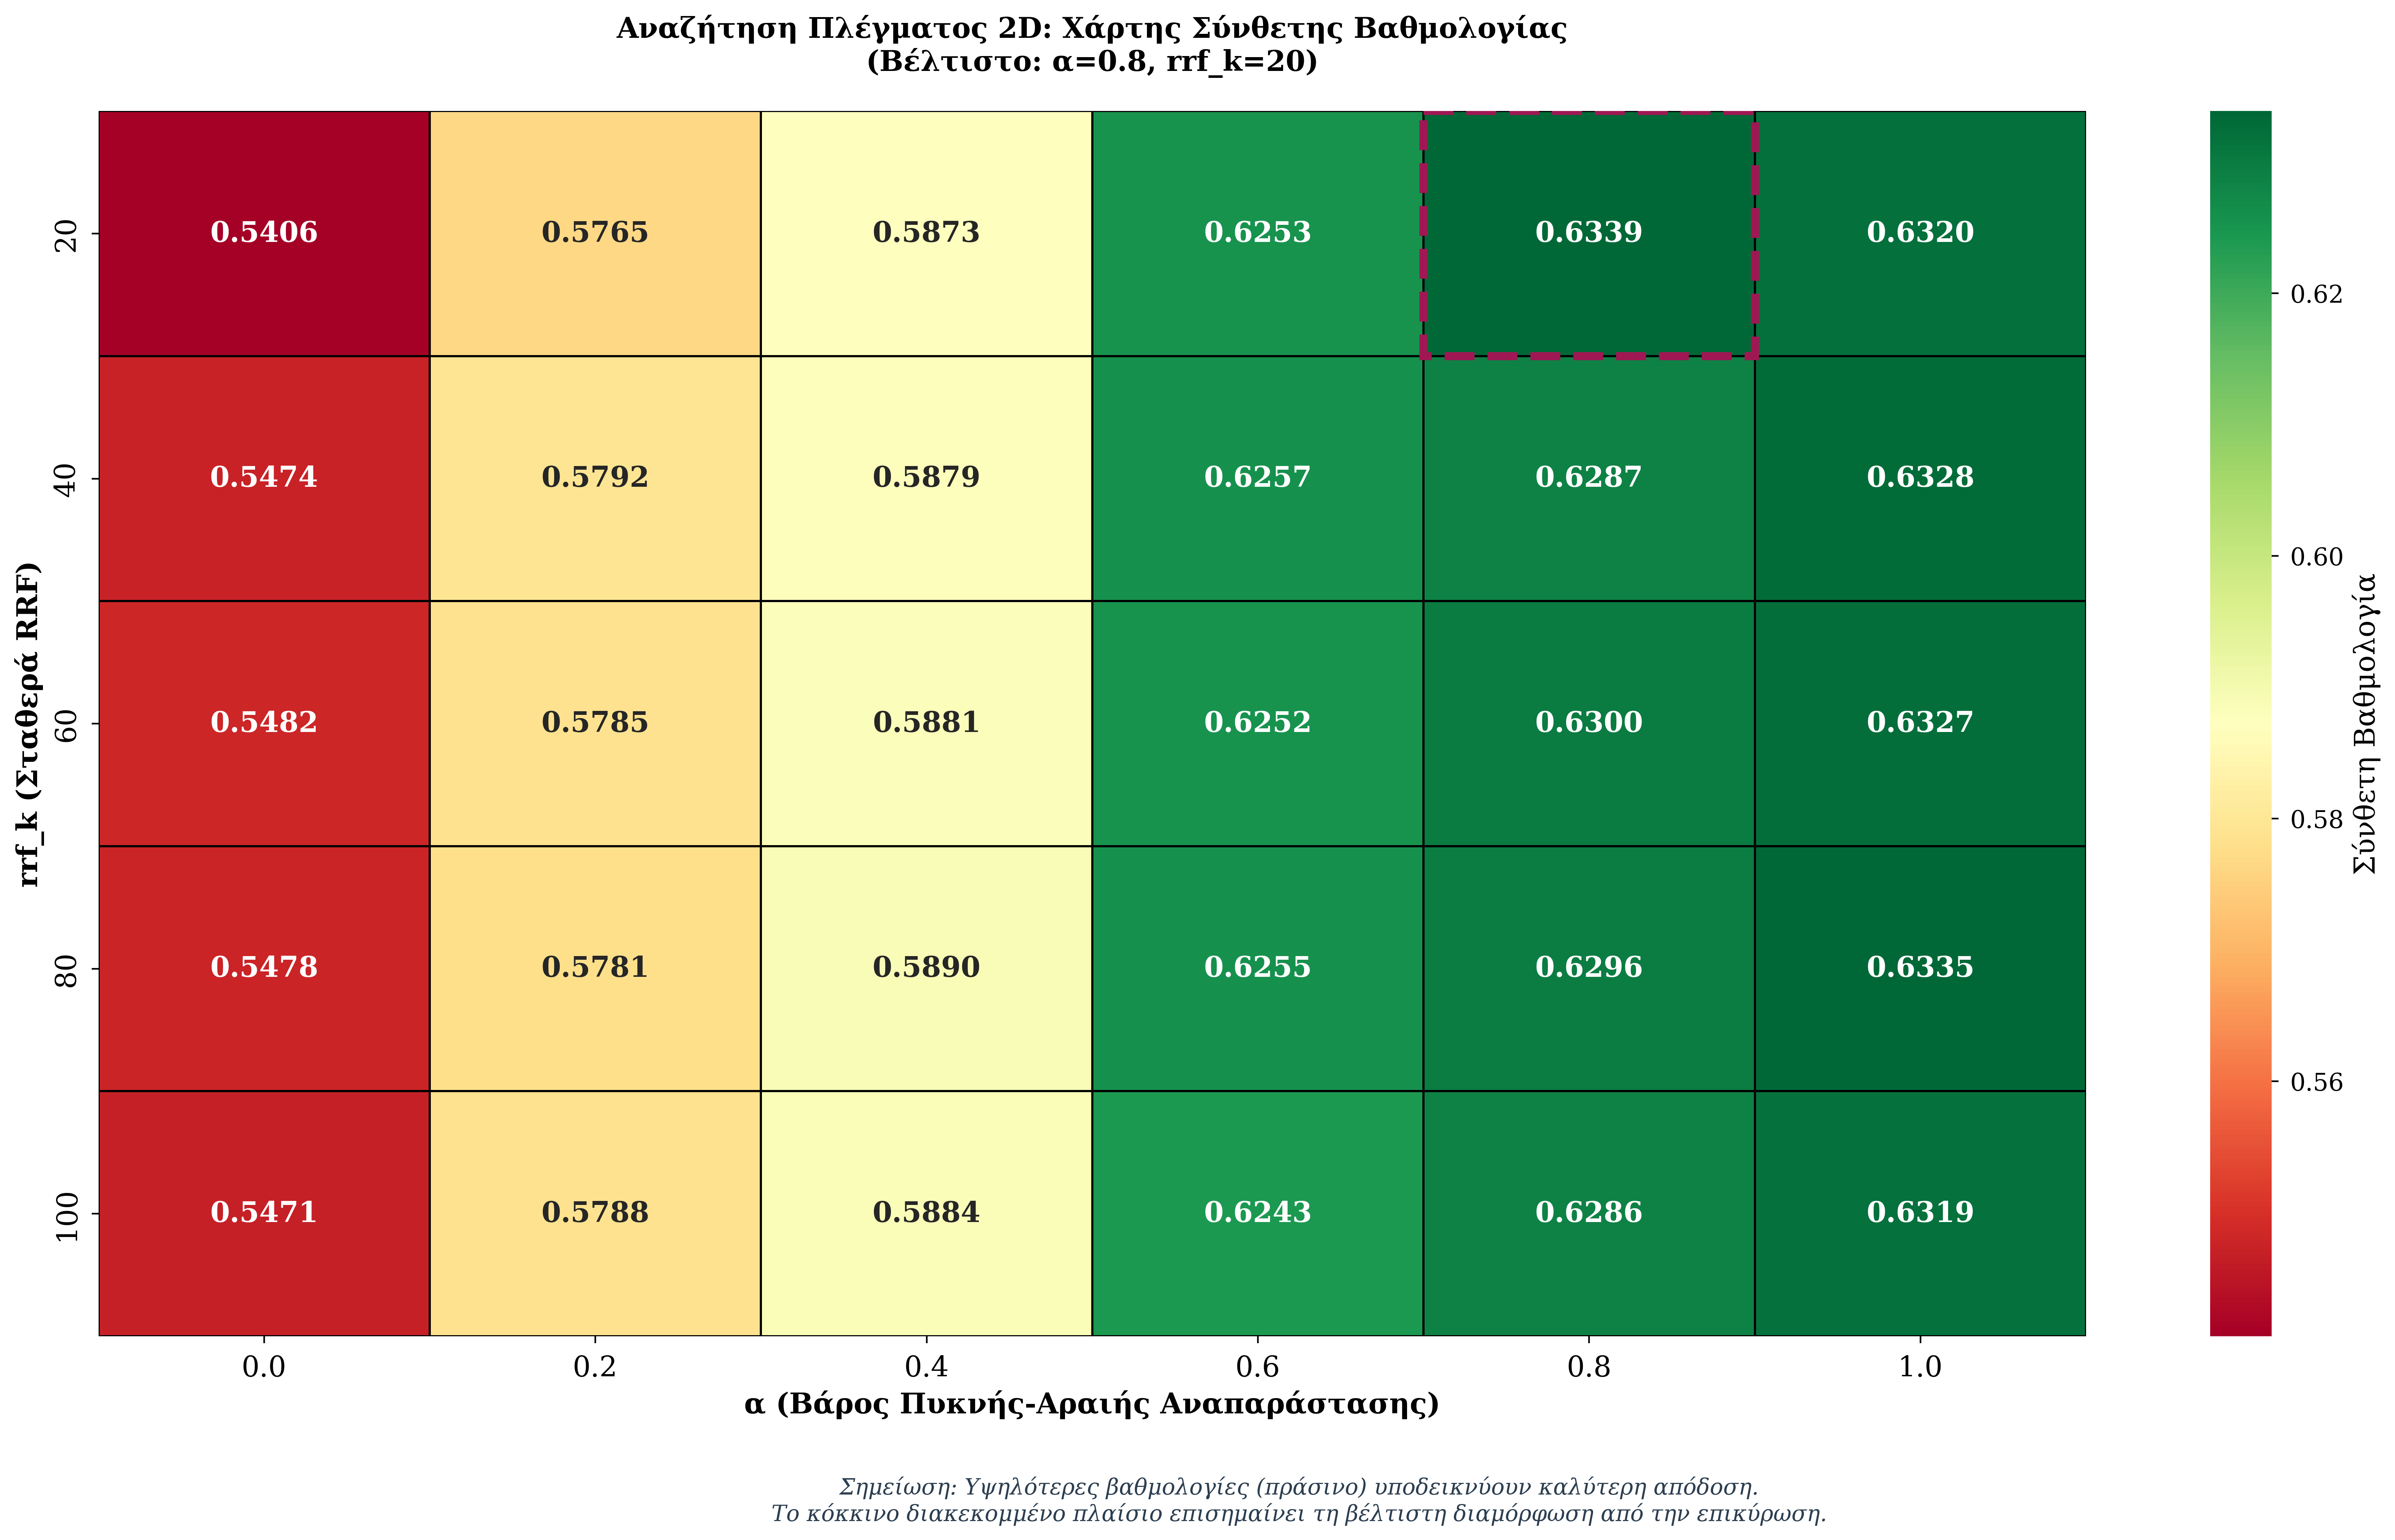 Αναζήτηση Πλέγματος 2D: Χάρτης Σύνθετης Βαθμολογίας
(Βέλτιστο: α=0.8, rrf_k=20)
rrf_k (Σταθερά RRF)
20
0.5406 0.5765 0.5873 0.6253 0.6339 0.6320
40
0.5474 0.5792 0.5879 0.6257 0.6287 0.6328
60
0.5482 0.5785 0.5881 0.6252 0.6300 0.6327
80
0.5478 0.5781 0.5890 0.6255 0.6296 0.6335
100
0.5471 0.5788 0.5884 0.6243 0.6286 0.6319
0.0 0.2 0.4 0.6 0.8 1.0
α (Βάρος Πυκνής-Αραιής Αναπαράστασης)
0.62
0.60
0.58
0.56
Σύνθετη Βαθμολογία
Σημείωση: Υψηλότερες βαθμολογίες (πράσινο) υποδεικνύουν καλύτερη απόδοση.
Το κόκκινο διακεκομμένο πλαίσιο επισημαίνει τη βέλτιστη διαμόρφωση από την επικύρωση.